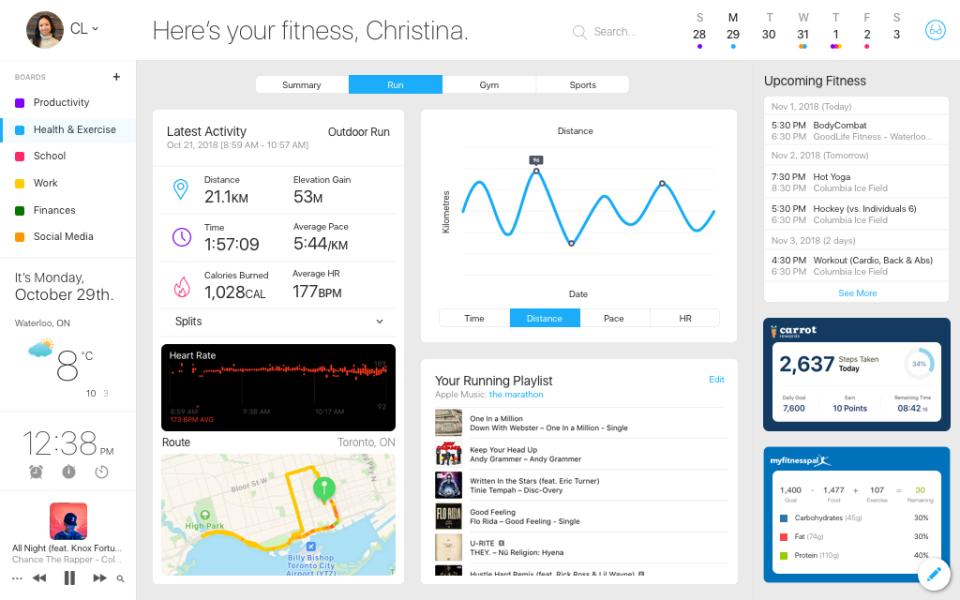 CL
Here's your fitness, Christina.
Search...
S M T W T F S
28 29 30 31 1 2 3
BOARDS +
Productivity
Health & Exercise
School
Work
Finances
Social Media
It's Monday,
October 29th.
Waterloo, ON
8 °C
10 3
12:38 PM
All Night (feat. Knox Fortu...
Chance The Rapper - Col...
Summary Run Gym Sports
Latest Activity Outdoor Run
Oct 21, 2018 [8:59 AM - 10:57 AM]
Distance Elevation Gain
21.1KM 53M
Time Average Pace
1:57:09 5:44/KM
Calories Burned Average HR
1,028CAL 177BPM
Splits
Heart Rate
8:59 AM 9:38 AM 10:17 AM 92
173 BPM AVG
Route Toronto, ON
Bloor St W
High Park
Billy Bishop
Toronto City
Airport (YTZ)
Distance
96
Kilometres
Date
Time Distance Pace HR
Your Running Playlist Edit
Apple Music: the marathon
One In a Million
Down With Webster – One In a Million - Single
Keep Your Head Up
Andy Grammer – Andy Grammer
Written In the Stars (feat. Eric Turner)
Tinie Tempah – Disc-Overy
FLO RIDA
Good Feeling
Flo Rida – Good Feeling - Single
U-RITE E
THEY. – Nü Religion: Hyena
Hustle Hard Remix (feat. Rick Ross & Lil Wayne) E
Upcoming Fitness
Nov 1, 2018 (Today)
5:30 PM BodyCombat
6:30 PM GoodLife Fitness - Waterloo...
Nov 2, 2018 (Tomorrow)
7:30 PM Hot Yoga
8:30 PM Columbia Ice Field
5:30 PM Hockey (vs. Individuals 6)
6:30 PM Columbia Ice Field
Nov 3, 2018 (2 days)
4:30 PM Workout (Cardio, Back & Abs)
6:30 PM Columbia Ice Field
See More
carrot
rewards
2,637 Steps Taken
Today
34%
Daily Goal Earn Remaining Time
7,600 10 Points 08:42
myfitnesspal
1,400 - 1,477 + 107 = 30
Goal Food Exercise Remaining
Carbohydrates (45g) 30%
Fat (74g) 30%
Protein (110g) 40%